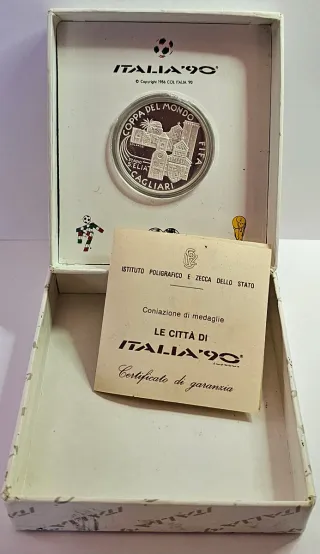 ITALIA'90
© Copyright 1986 COL ITALIA '90
COPPA DEL MONDO FIFA
S'ELIA
CAGLIARI
ISTITUTO POLIGRAFICO E ZECCA DELLO STATO
Coniazione di medaglie
LE CITTÀ DI
ITALIA'90
Certificato di garanzia